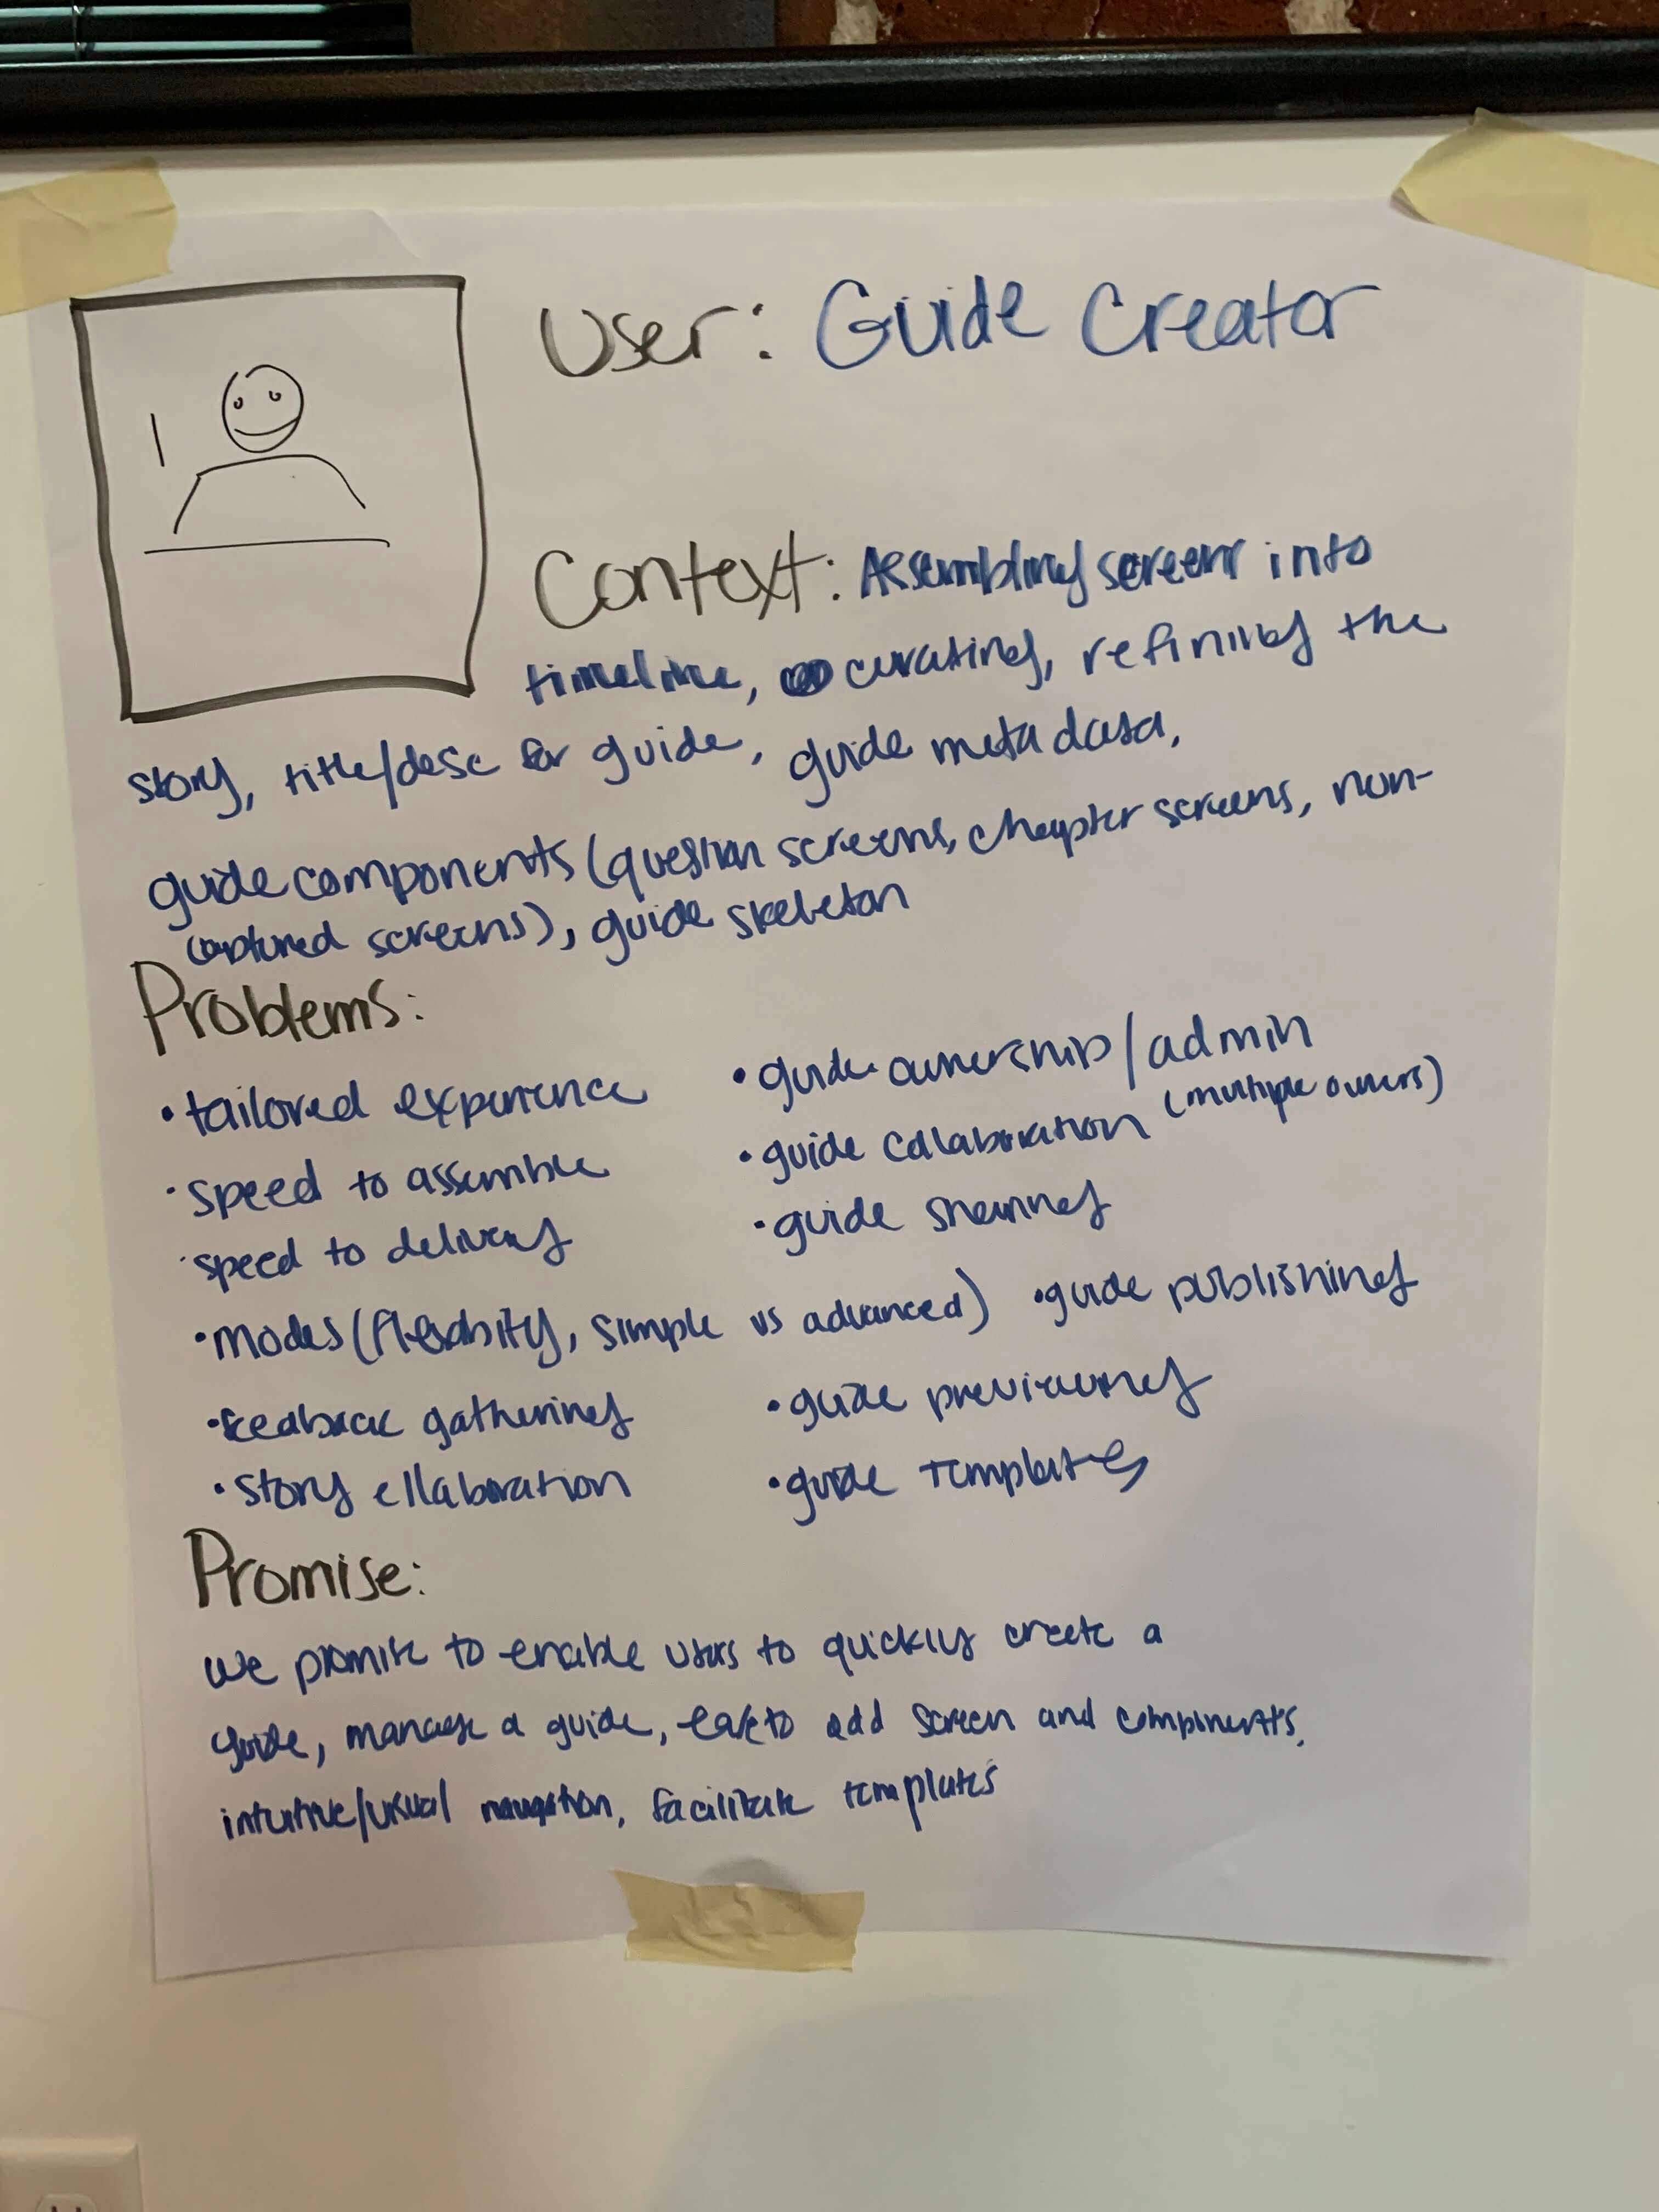 User: Guide Creator
Context: Assembling screens into
timeline, curating, refining the
story, title/desc for guide, guide metadata,
guide components (question screens, chapter screens, non-
captured screens), guide skeleton
Problems:
• tailored experience
• speed to assemble
• speed to delivery
• modes (flexibility, simple vs advanced)
• feedback gathering
• story ellaboration
• guide ownership/admin
(multiple owners)
• guide collaboration
• guide sharing
• guide publishing
• guide previewing
• guide templates
Promise:
we promise to enable users to quickly create a
guide, manage a guide, to add screen and components,
intuitive/visual navigation, facilitate templates